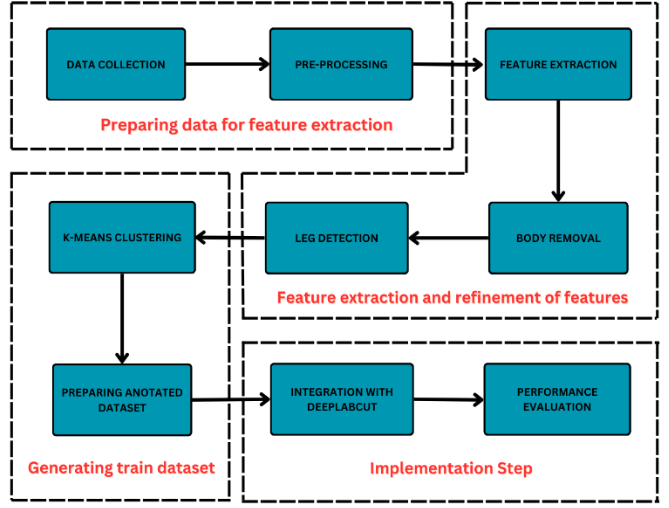 DATA COLLECTION
PRE-PROCESSING
FEATURE EXTRACTION
Preparing data for feature extraction
K-MEANS CLUSTERING
LEG DETECTION
BODY REMOVAL
Feature extraction and refinement of features
PREPARING ANOTATED
DATASET
INTEGRATION WITH
DEEPLABCUT
PERFORMANCE
EVALUATION
Generating train dataset
Implementation Step